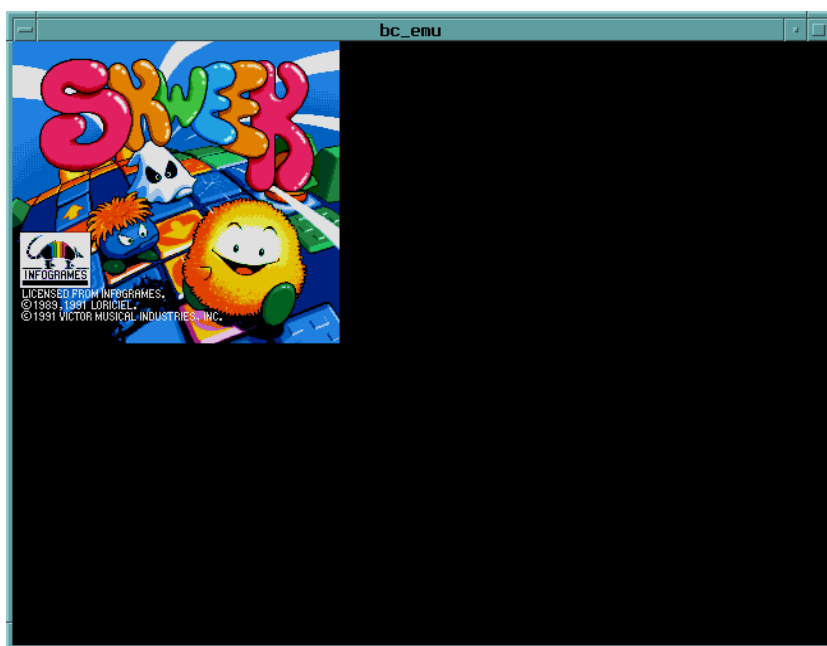 bc_emu
SKWEEK
INFOGRAMES
LICENSED FROM INFOGRAMES.
©1989,1991 LORICIEL.
©1991 VICTOR MUSICAL INDUSTRIES, INC.